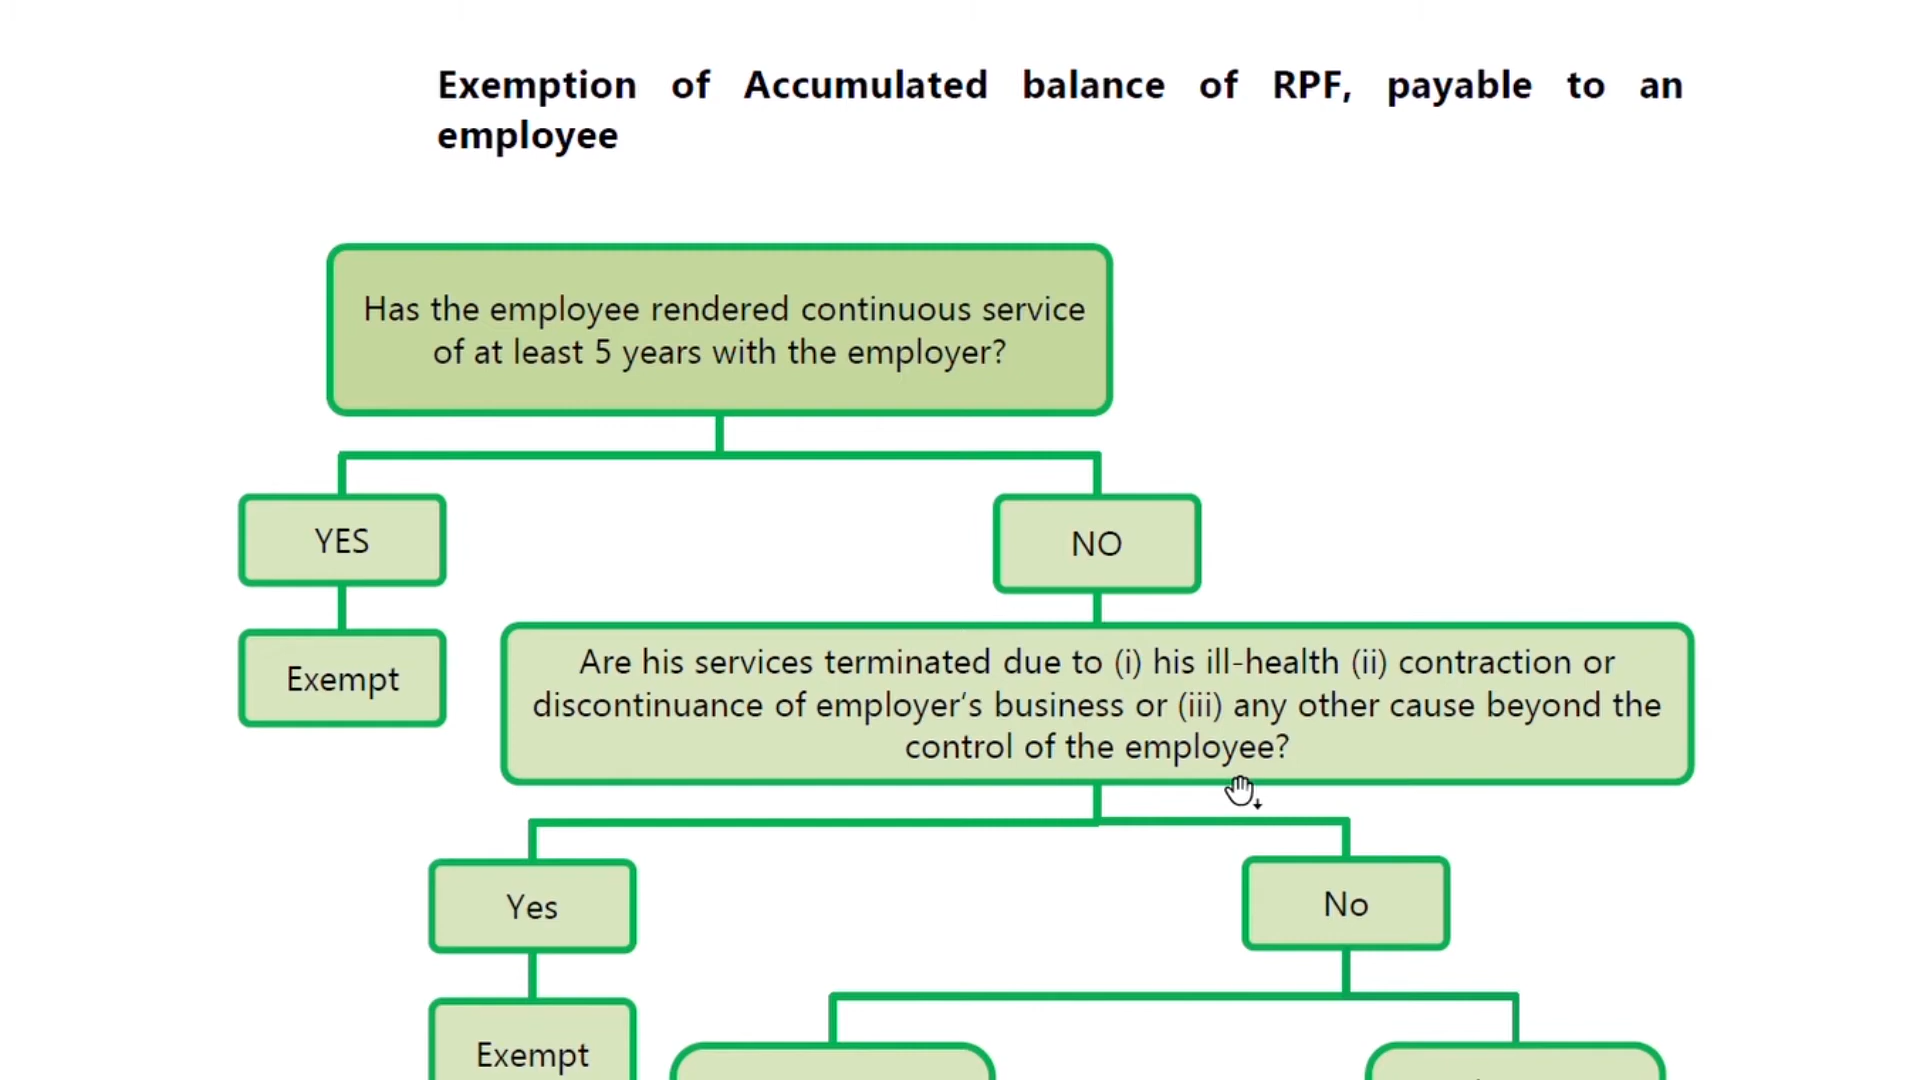 Exemption of Accumulated balance of RPF, payable to an
employee
Has the employee rendered continuous service
of at least 5 years with the employer?
YES
NO
Exempt
Are his services terminated due to (i) his ill-health (ii) contraction or
discontinuance of employer's business or (iii) any other cause beyond the
control of the employee?
Yes
No
Exempt